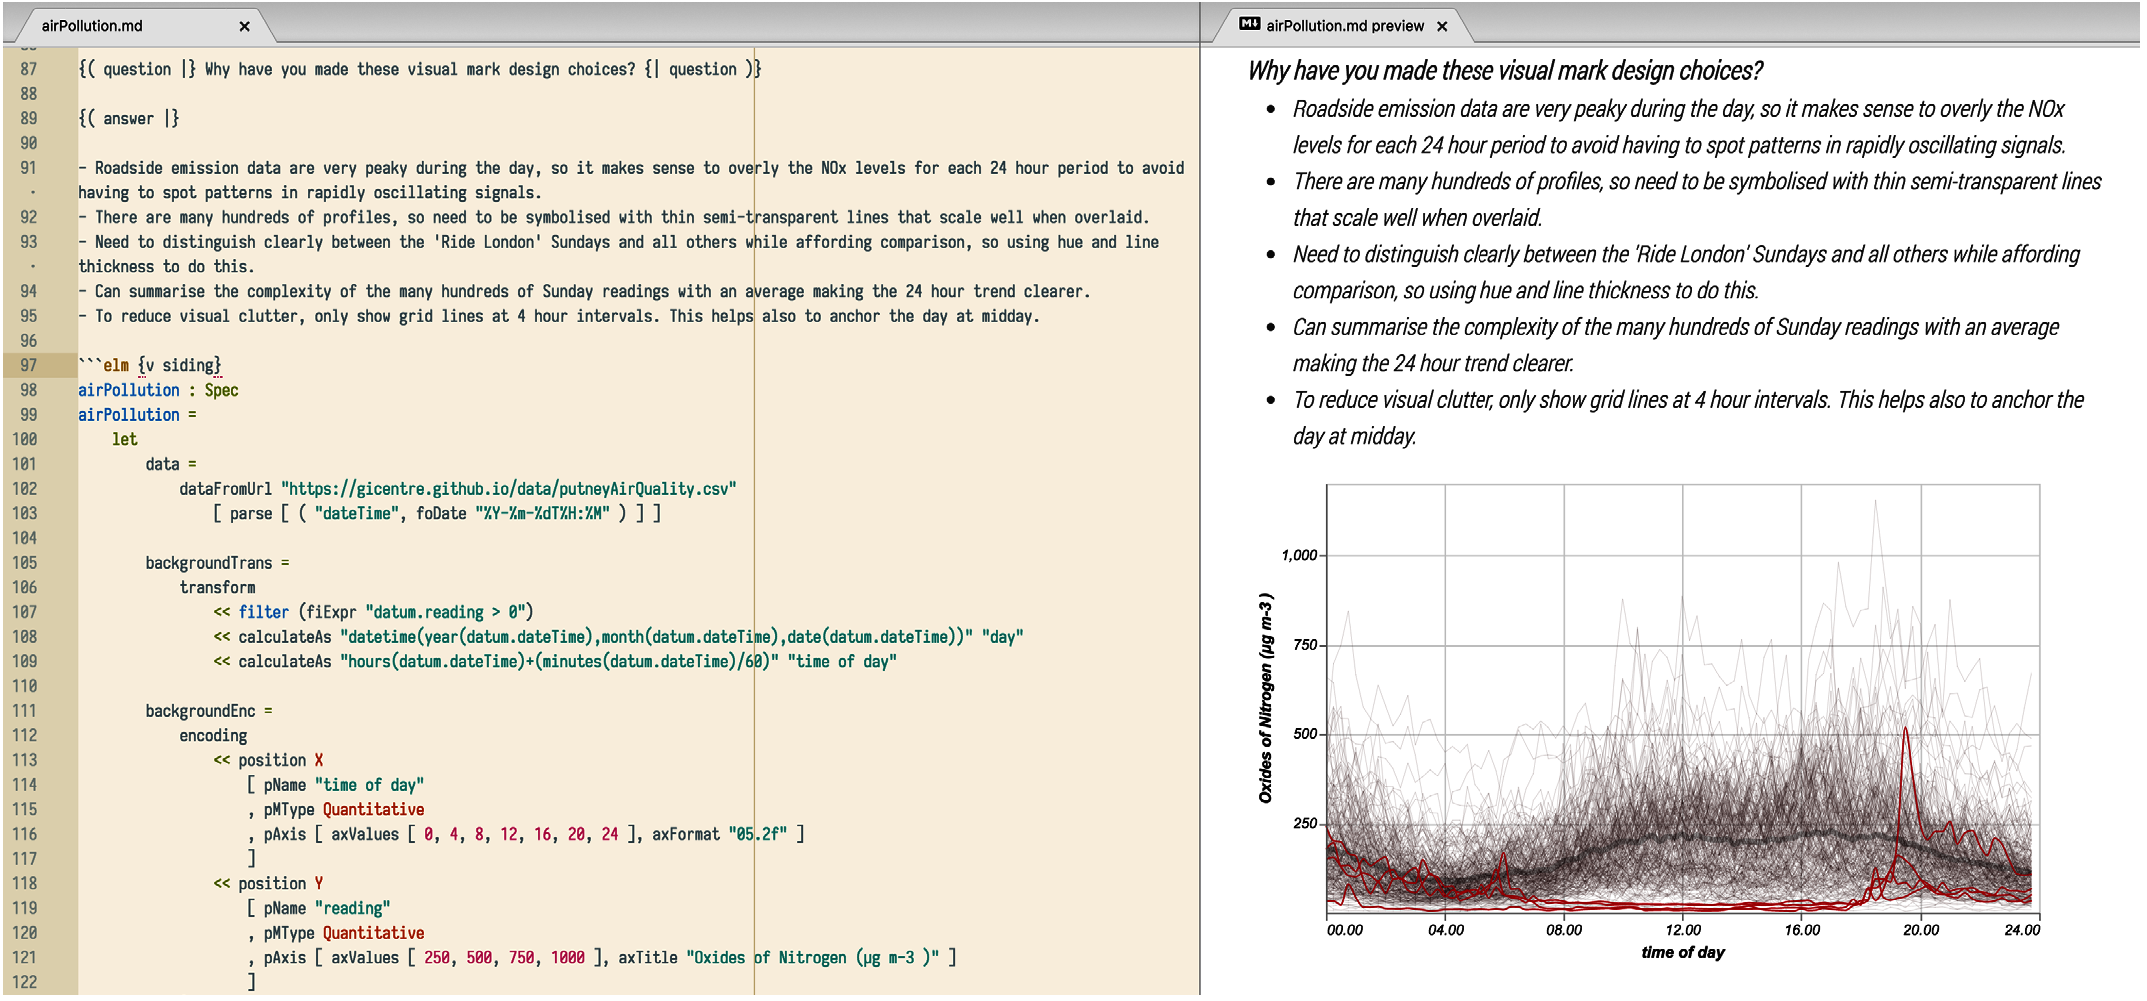 airPollution.md ×
87 {( question |} Why have you made these visual mark design choices? {| question )}
88
89 {( answer |}
90
91 - Roadside emission data are very peaky during the day, so it makes sense to overly the NOx levels for each 24 hour period to avoid
· having to spot patterns in rapidly oscillating signals.
92 - There are many hundreds of profiles, so need to be symbolised with thin semi-transparent lines that scale well when overlaid.
93 - Need to distinguish clearly between the 'Ride London' Sundays and all others while affording comparison, so using hue and line
· thickness to do this.
94 - Can summarise the complexity of the many hundreds of Sunday readings with an average making the 24 hour trend clearer.
95 - To reduce visual clutter, only show grid lines at 4 hour intervals. This helps also to anchor the day at midday.
96
97 ```elm {v siding}
98 airPollution : Spec
99 airPollution =
100     let
101         data =
102             dataFromUrl "https://gicentre.github.io/data/putneyAirQuality.csv"
103                 [ parse [ ( "dateTime", foDate "%Y-%m-%dT%H:%M" ) ] ]
104
105         backgroundTrans =
106             transform
107                 << filter (fiExpr "datum.reading > 0")
108                 << calculateAs "datetime(year(datum.dateTime),month(datum.dateTime),date(datum.dateTime))" "day"
109                 << calculateAs "hours(datum.dateTime)+(minutes(datum.dateTime)/60)" "time of day"
110
111         backgroundEnc =
112             encoding
113                 << position X
114                     [ pName "time of day"
115                     , pMType Quantitative
116                     , pAxis [ axValues [ 0, 4, 8, 12, 16, 20, 24 ], axFormat "05.2f" ]
117                     ]
118                 << position Y
119                     [ pName "reading"
120                     , pMType Quantitative
121                     , pAxis [ axValues [ 250, 500, 750, 1000 ], axTitle "Oxides of Nitrogen (µg m-3 )" ]
122                     ]
M↓ airPollution.md preview ×
Why have you made these visual mark design choices?
• Roadside emission data are very peaky during the day, so it makes sense to overly the NOx
levels for each 24 hour period to avoid having to spot patterns in rapidly oscillating signals.
• There are many hundreds of profiles, so need to be symbolised with thin semi-transparent lines
that scale well when overlaid.
• Need to distinguish clearly between the 'Ride London' Sundays and all others while affording
comparison, so using hue and line thickness to do this.
• Can summarise the complexity of the many hundreds of Sunday readings with an average
making the 24 hour trend clearer.
• To reduce visual clutter, only show grid lines at 4 hour intervals. This helps also to anchor the
day at midday.
Oxides of Nitrogen (µg m-3 )
1,000
750
500
250
00.00 04.00 08.00 12.00 16.00 20.00 24.00
time of day